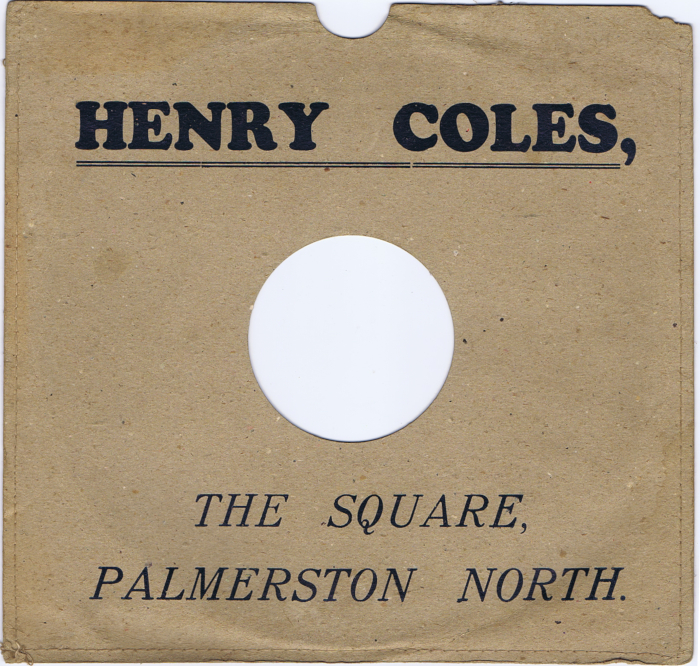 HENRY COLES,
THE SQUARE,
PALMERSTON NORTH.